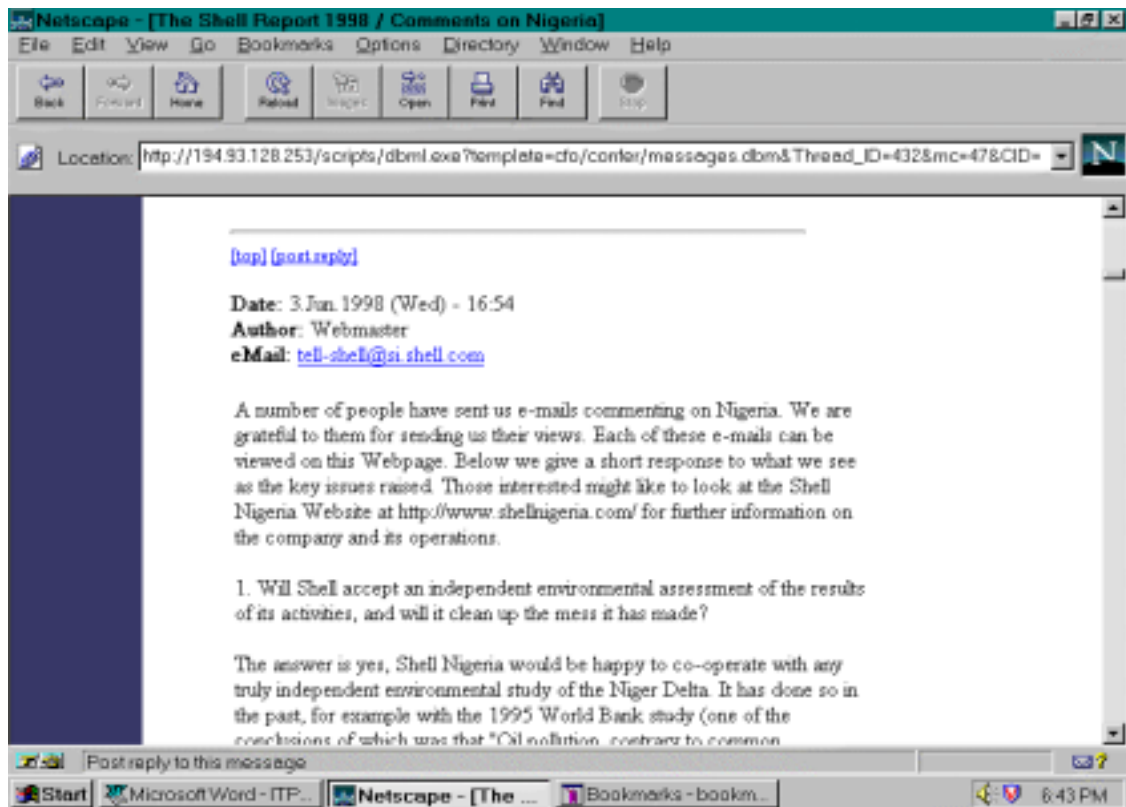 Netscape - [The Shell Report 1998 / Comments on Nigeria]
File Edit View Go Bookmarks Options Directory Window Help
Back Forward Home Reload Images Open Print Find Stop
Location: http://194.93.128.253/scripts/dbml.exe?template=cfo/confer/messages.dbm&Thread_ID=432&mc=47&CID=
N
[top] [post reply]
Date: 3.Jun.1998 (Wed) - 16:54
Author: Webmaster
eMail: tell-shell@si.shell.com
A number of people have sent us e-mails commenting on Nigeria. We are
grateful to them for sending us their views. Each of these e-mails can be
viewed on this Webpage. Below we give a short response to what we see
as the key issues raised. Those interested might like to look at the Shell
Nigeria Website at http://www.shellnigeria.com/ for further information on
the company and its operations.
1. Will Shell accept an independent environmental assessment of the results
of its activities, and will it clean up the mess it has made?
The answer is yes, Shell Nigeria would be happy to co-operate with any
truly independent environmental study of the Niger Delta. It has done so in
the past, for example with the 1995 World Bank study (one of the
conclusions of which was that "Oil pollution, contrary to common
Post reply to this message
Start Microsoft Word - ITP... Netscape - [The ... Bookmarks - bookm... 6:43 PM